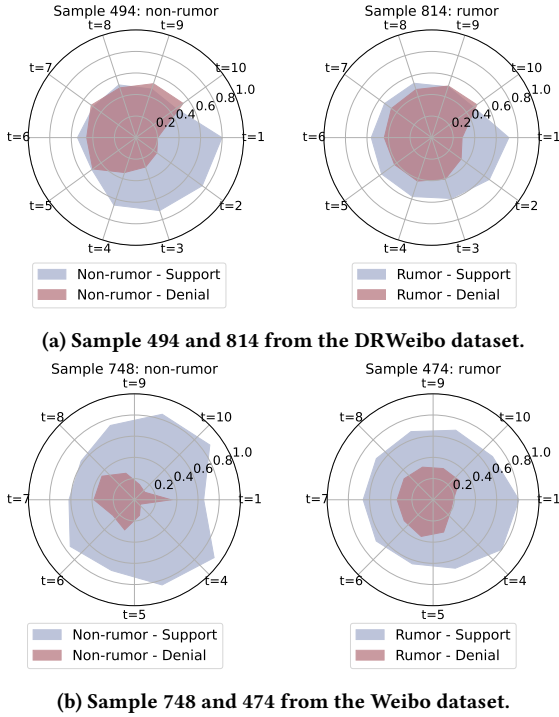 Sample 494: non-rumor
t=8
t=9
t=7
t=10
1.0
0.8
0.6
0.4
0.2
t=6
t=1
t=5
t=2
t=4
t=3
Non-rumor - Support
Non-rumor - Denial
Sample 814: rumor
t=8
t=9
t=7
t=10
1.0
0.8
0.6
0.4
0.2
t=6
t=1
t=5
t=2
t=4
t=3
Rumor - Support
Rumor - Denial
(a) Sample 494 and 814 from the DRWeibo dataset.
Sample 748: non-rumor
t=9
t=8
t=10
1.0
0.8
0.6
0.4
0.2
t=7
t=1
t=6
t=4
t=5
Non-rumor - Support
Non-rumor - Denial
Sample 474: rumor
t=9
t=8
t=10
1.0
0.8
0.6
0.4
0.2
t=7
t=1
t=6
t=4
t=5
Rumor - Support
Rumor - Denial
(b) Sample 748 and 474 from the Weibo dataset.